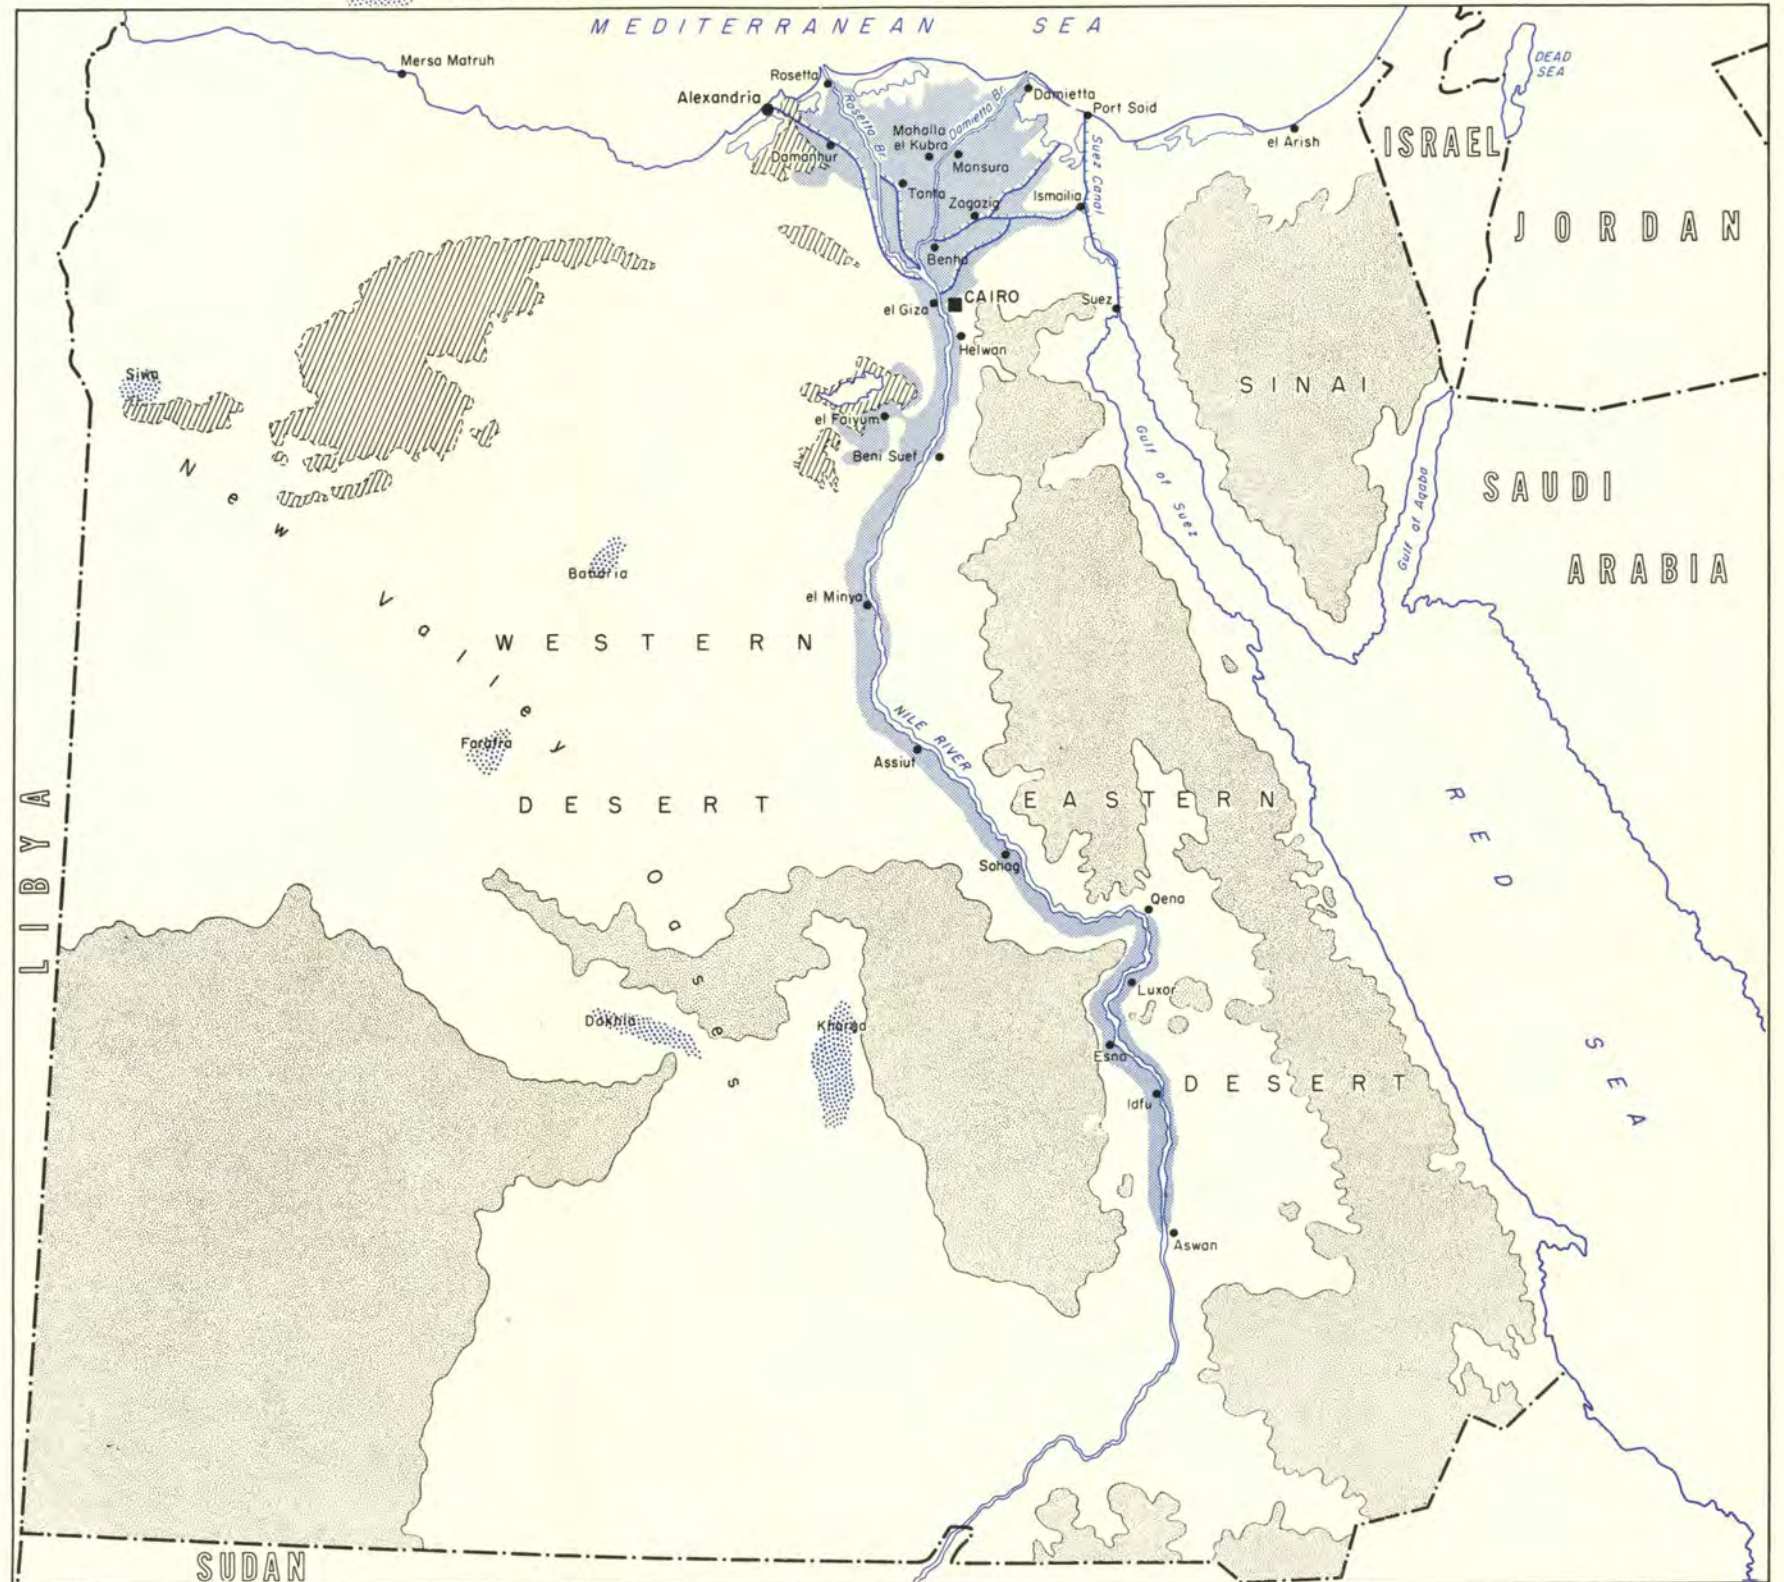 MEDITERRANEAN SEA
Mersa Matruh
Alexandria
Rosetta
Rosetta Br.
Damietta Br.
Damietta
Port Said
el Arish
DEAD
SEA
ISRAEL
JORDAN
Mahalla
el Kubra
Mansura
Damanhur
Tanta
Zagazig
Ismailia
Suez Canal
Benha
el Giza
CAIRO
Suez
Helwan
Siwa
el Faiyum
Beni Suef
SINAI
Gulf of Suez
Gulf of Aqaba
SAUDI
ARABIA
New Valley Oases
Baharia
el Minya
WESTERN
DESERT
Farafra
Assiut
NILE RIVER
EASTERN
DESERT
Sohag
Qena
Luxor
Dakhla
Kharga
Esna
Idfu
Aswan
RED SEA
LIBYA
SUDAN